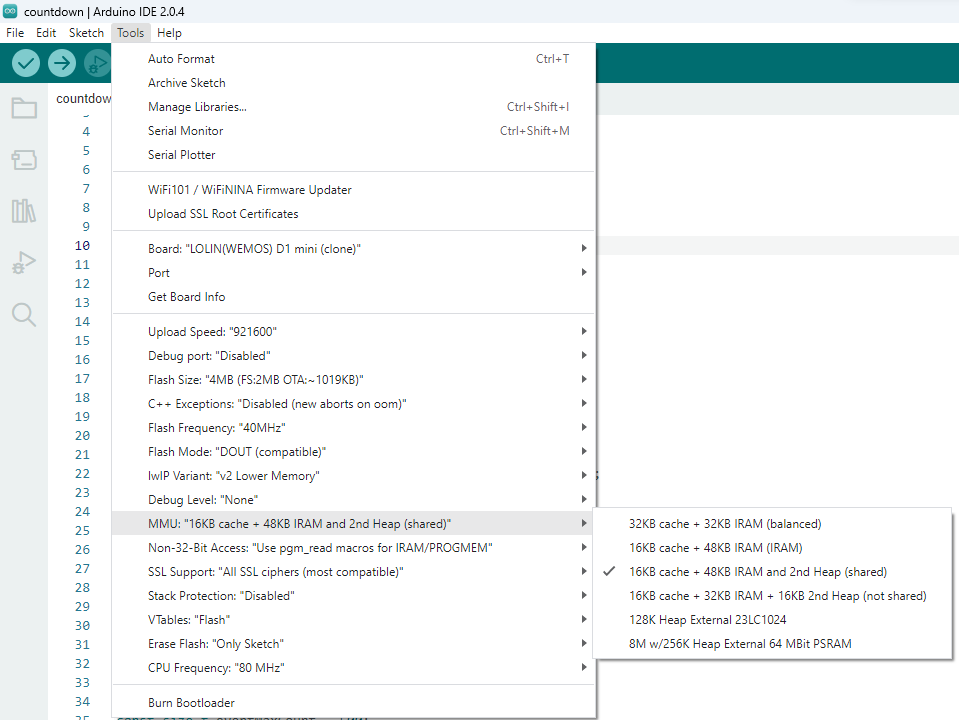 countdown | Arduino IDE 2.0.4
File Edit Sketch Tools Help
Auto Format Ctrl+T
Archive Sketch
Manage Libraries... Ctrl+Shift+I
Serial Monitor Ctrl+Shift+M
Serial Plotter
WiFi101 / WiFiNINA Firmware Updater
Upload SSL Root Certificates
Board: "LOLIN(WEMOS) D1 mini (clone)"
Port
Get Board Info
Upload Speed: "921600"
Debug port: "Disabled"
Flash Size: "4MB (FS:2MB OTA:~1019KB)"
C++ Exceptions: "Disabled (new aborts on oom)"
Flash Frequency: "40MHz"
Flash Mode: "DOUT (compatible)"
lwIP Variant: "v2 Lower Memory"
Debug Level: "None"
MMU: "16KB cache + 48KB IRAM and 2nd Heap (shared)"
Non-32-Bit Access: "Use pgm_read macros for IRAM/PROGMEM"
SSL Support: "All SSL ciphers (most compatible)"
Stack Protection: "Disabled"
VTables: "Flash"
Erase Flash: "Only Sketch"
CPU Frequency: "80 MHz"
Burn Bootloader
32KB cache + 32KB IRAM (balanced)
16KB cache + 48KB IRAM (IRAM)
16KB cache + 48KB IRAM and 2nd Heap (shared)
16KB cache + 32KB IRAM + 16KB 2nd Heap (not shared)
128K Heap External 23LC1024
8M w/256K Heap External 64 MBit PSRAM
countdow
4
5
6
7
8
9
10
11
12
13
14
15
16
17
18
19
20
21
22
23
24
25
26
27
28
29
30
31
32
33
34